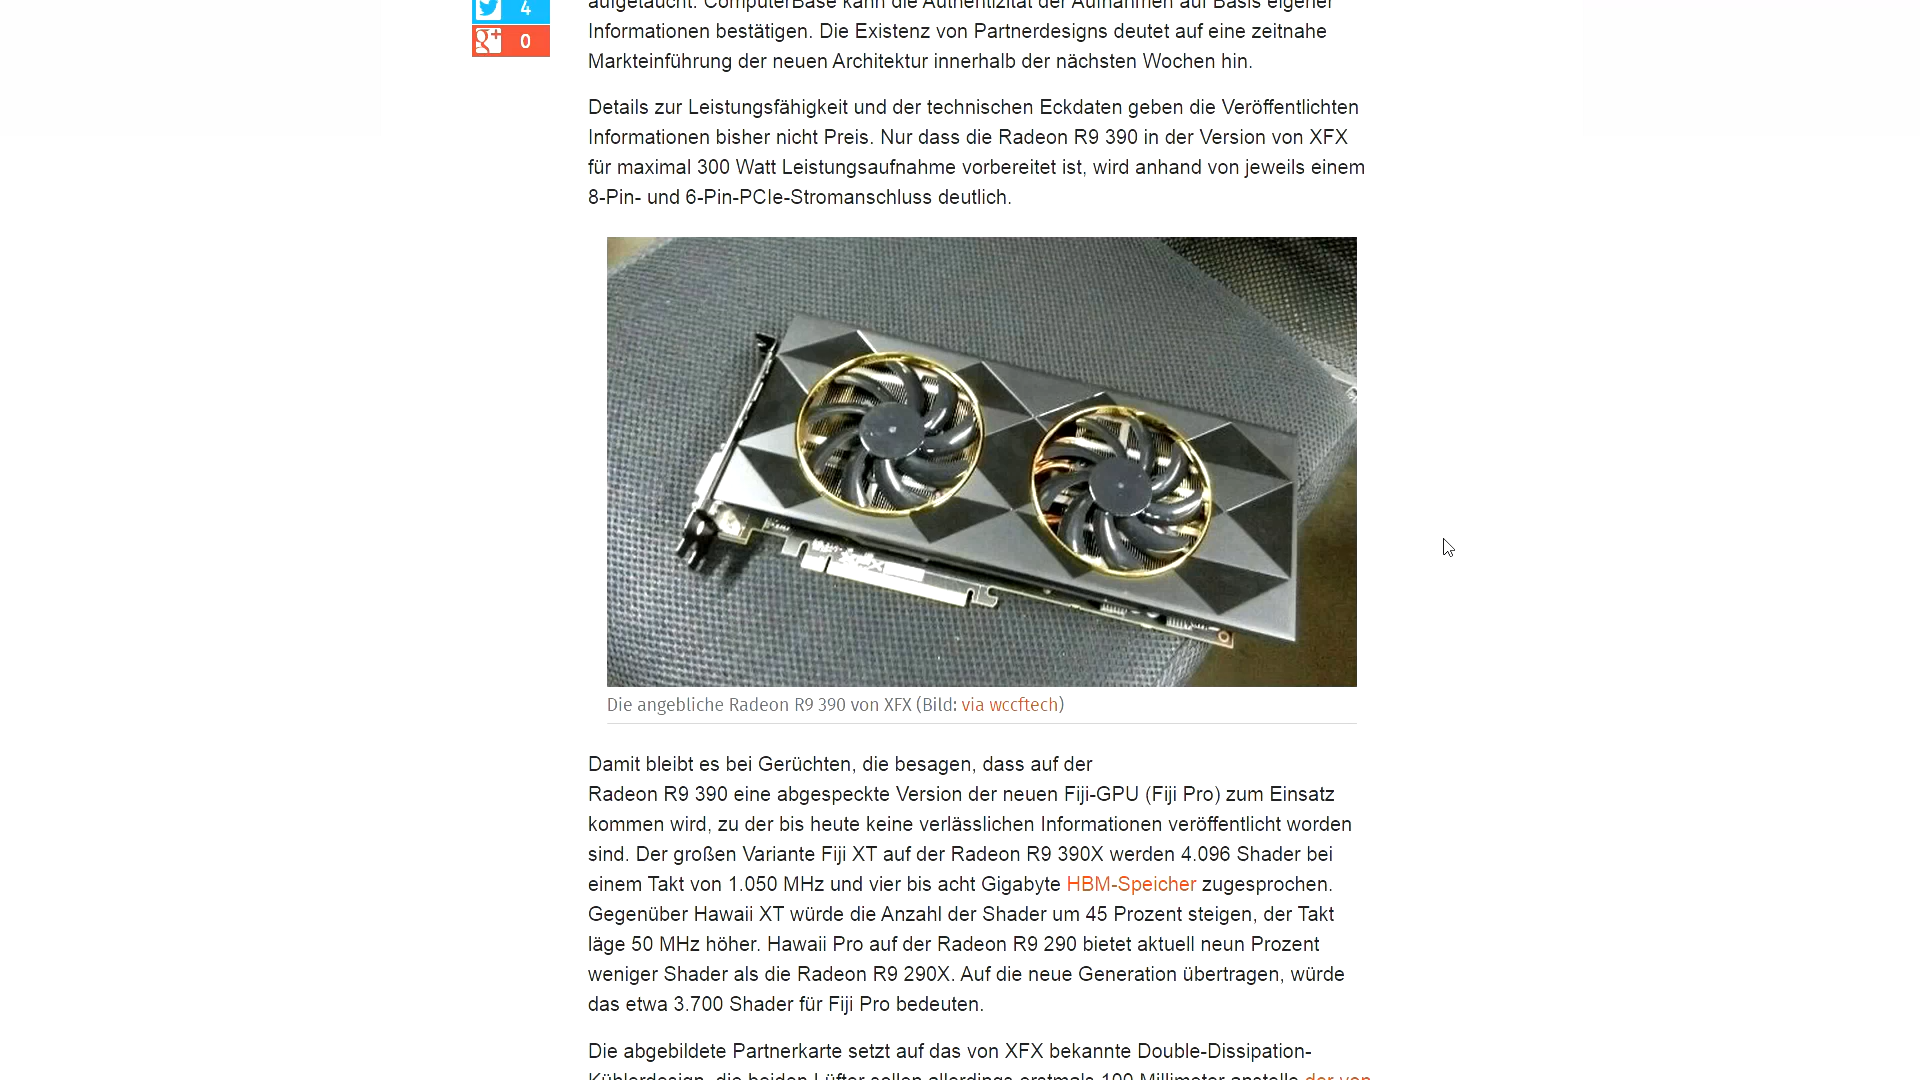 4
g+ 0
aufgetaucht. ComputerBase kann die Authentizität der Aufnahmen auf Basis eigener
Informationen bestätigen. Die Existenz von Partnerdesigns deutet auf eine zeitnahe
Markteinführung der neuen Architektur innerhalb der nächsten Wochen hin.
Details zur Leistungsfähigkeit und der technischen Eckdaten geben die Veröffentlichten
Informationen bisher nicht Preis. Nur dass die Radeon R9 390 in der Version von XFX
für maximal 300 Watt Leistungsaufnahme vorbereitet ist, wird anhand von jeweils einem
8-Pin- und 6-Pin-PCIe-Stromanschluss deutlich.
Die angebliche Radeon R9 390 von XFX (Bild: via wccftech)
Damit bleibt es bei Gerüchten, die besagen, dass auf der
Radeon R9 390 eine abgespeckte Version der neuen Fiji-GPU (Fiji Pro) zum Einsatz
kommen wird, zu der bis heute keine verlässlichen Informationen veröffentlicht worden
sind. Der großen Variante Fiji XT auf der Radeon R9 390X werden 4.096 Shader bei
einem Takt von 1.050 MHz und vier bis acht Gigabyte HBM-Speicher zugesprochen.
Gegenüber Hawaii XT würde die Anzahl der Shader um 45 Prozent steigen, der Takt
läge 50 MHz höher. Hawaii Pro auf der Radeon R9 290 bietet aktuell neun Prozent
weniger Shader als die Radeon R9 290X. Auf die neue Generation übertragen, würde
das etwa 3.700 Shader für Fiji Pro bedeuten.
Die abgebildete Partnerkarte setzt auf das von XFX bekannte Double-Dissipation-
Kühlerdesign, die beiden Lüfter sollen allerdings erstmals 100 Millimeter anstelle der von